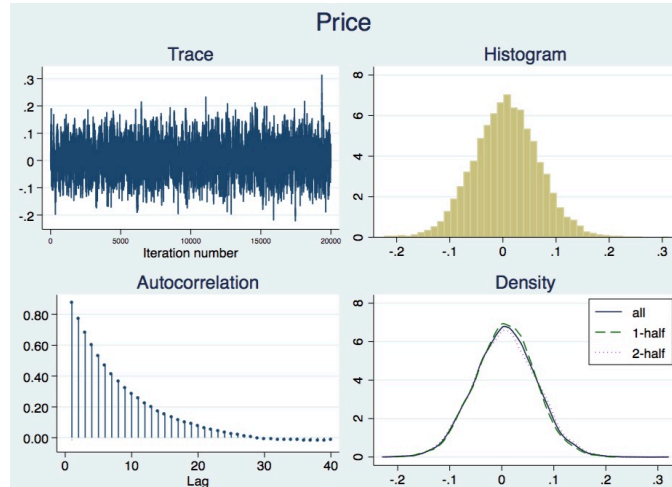 Price
Trace
.3
.2
.1
0
-.1
-.2
0 5000 10000 15000 20000
Iteration number
Histogram
8
6
4
2
0
-.2 -.1 0 .1 .2 .3
Autocorrelation
0.80
0.60
0.40
0.20
0.00
0 10 20 30 40
Lag
Density
8
6
4
2
0
-.2 -.1 0 .1 .2 .3
all
1-half
2-half